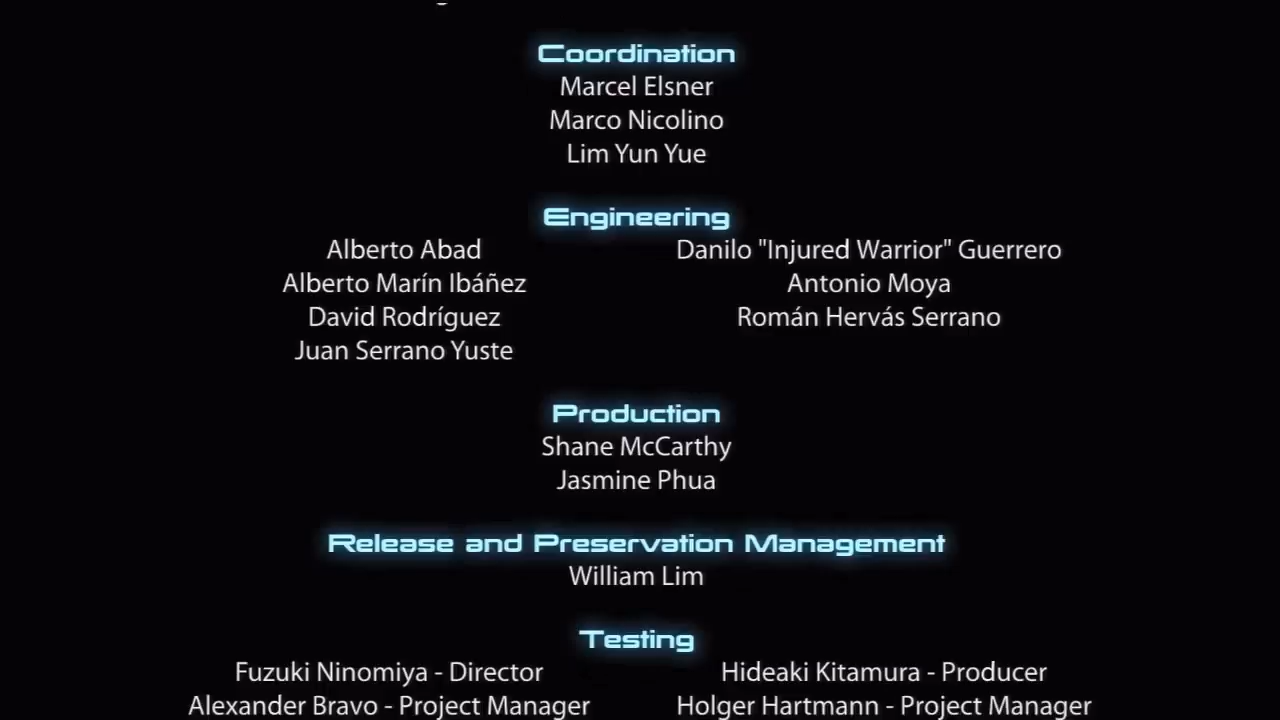 Coordination
Marcel Elsner
Marco Nicolino
Lim Yun Yue
Engineering
Alberto Abad
Danilo "Injured Warrior" Guerrero
Alberto Marín Ibáñez
Antonio Moya
David Rodríguez
Román Hervás Serrano
Juan Serrano Yuste
Production
Shane McCarthy
Jasmine Phua
Release and Preservation Management
William Lim
Testing
Fuzuki Ninomiya - Director
Hideaki Kitamura - Producer
Alexander Bravo - Project Manager
Holger Hartmann - Project Manager